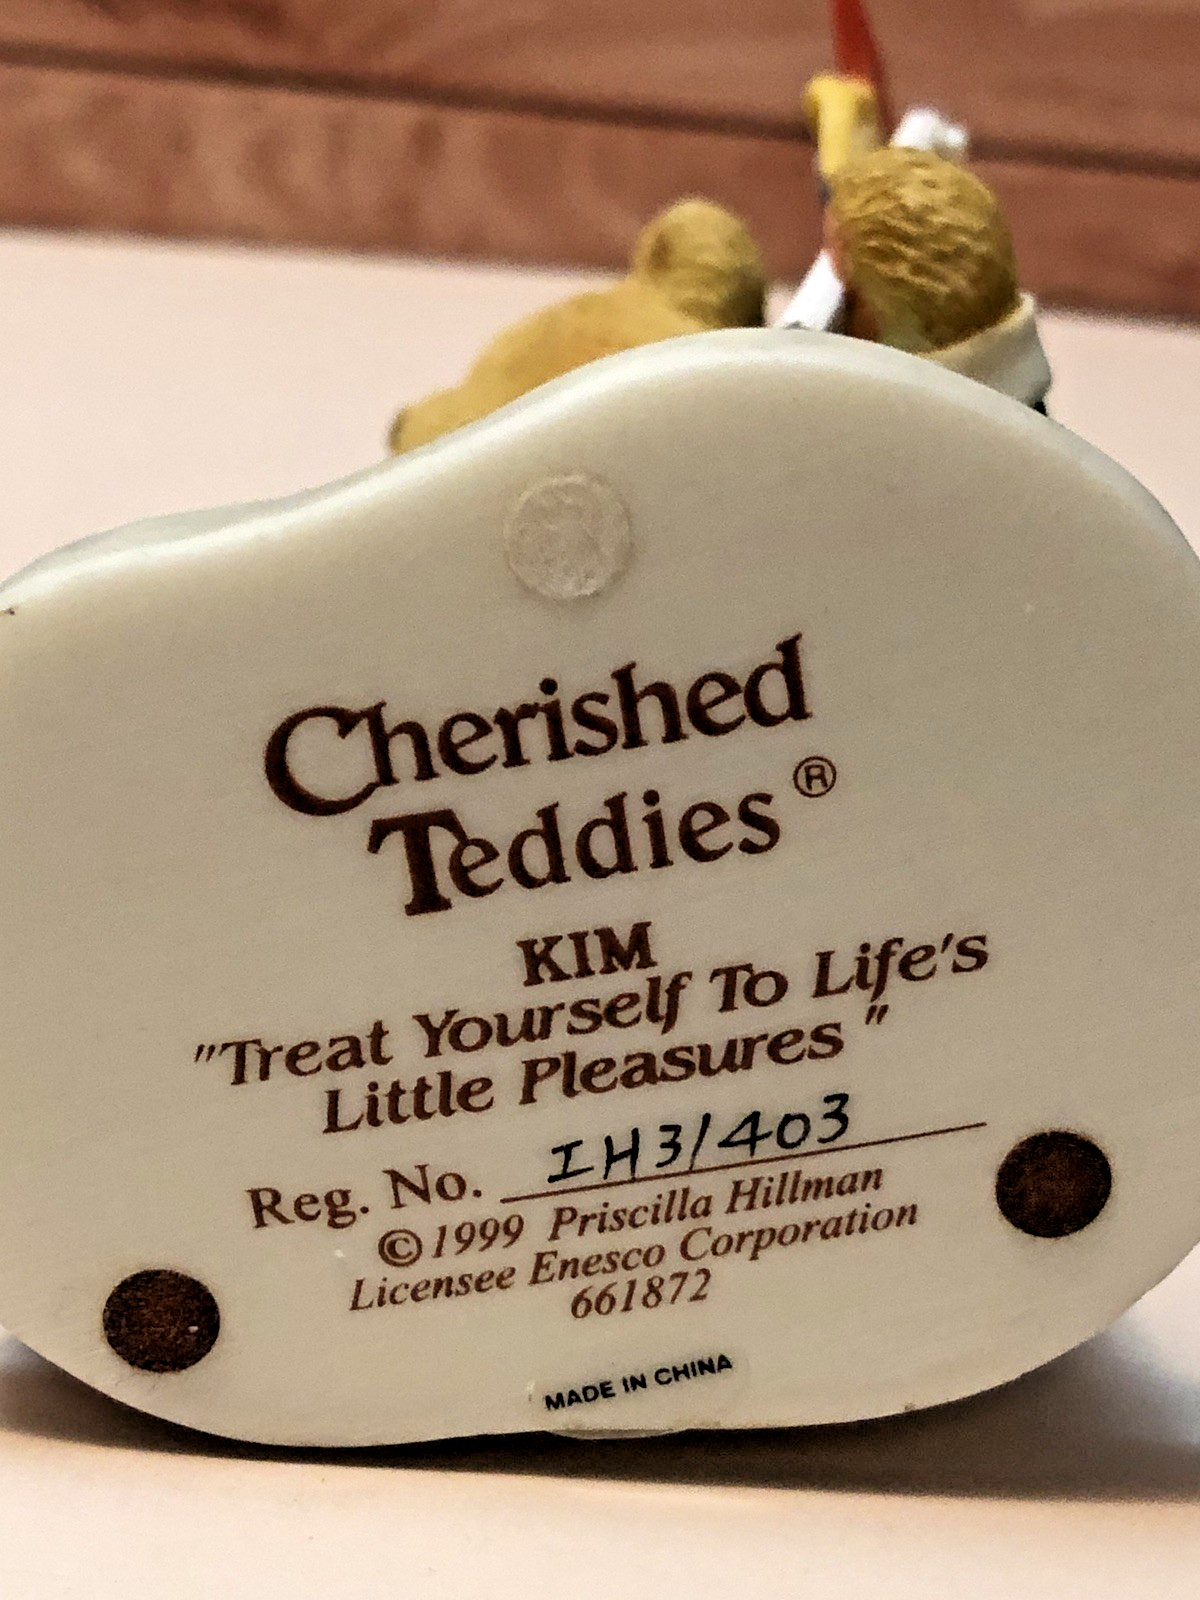 Cherished
Teddies®
KIM
"Treat Yourself To Life's
Little Pleasures"
Reg. No. IH3/403
©1999 Priscilla Hillman
Licensee Enesco Corporation
661872
MADE IN CHINA